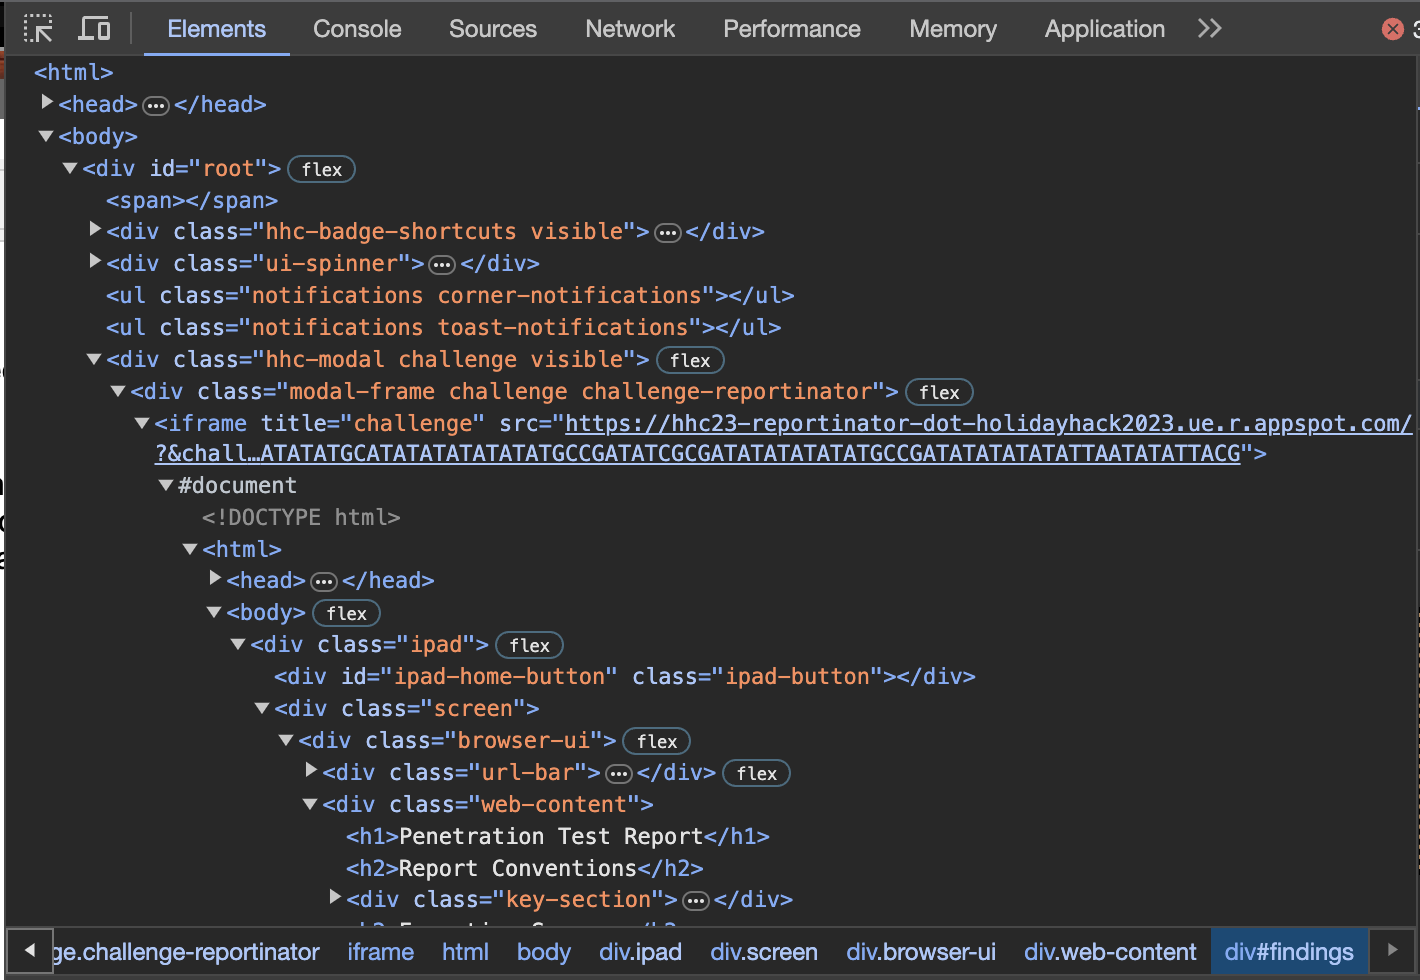 Elements Console Sources Network Performance Memory Application
<html>
<head> … </head>
<body>
<div id="root"> flex
<span></span>
<div class="hhc-badge-shortcuts visible"> … </div>
<div class="ui-spinner"> … </div>
<ul class="notifications corner-notifications"></ul>
<ul class="notifications toast-notifications"></ul>
<div class="hhc-modal challenge visible"> flex
<div class="modal-frame challenge challenge-reportinator"> flex
<iframe title="challenge" src="https://hhc23-reportinator-dot-holidayhack2023.ue.r.appspot.com/
?&chall…ATATATGCATATATATATATATGCCGATATCGCGATATATATATATGCCGATATATATATATTAATATATTACG">
#document
<!DOCTYPE html>
<html>
<head> … </head>
<body> flex
<div class="ipad"> flex
<div id="ipad-home-button" class="ipad-button"></div>
<div class="screen">
<div class="browser-ui"> flex
<div class="url-bar"> … </div> flex
<div class="web-content">
<h1>Penetration Test Report</h1>
<h2>Report Conventions</h2>
<div class="key-section"> … </div>
ge.challenge-reportinator iframe html body div.ipad div.screen div.browser-ui div.web-content div#findings